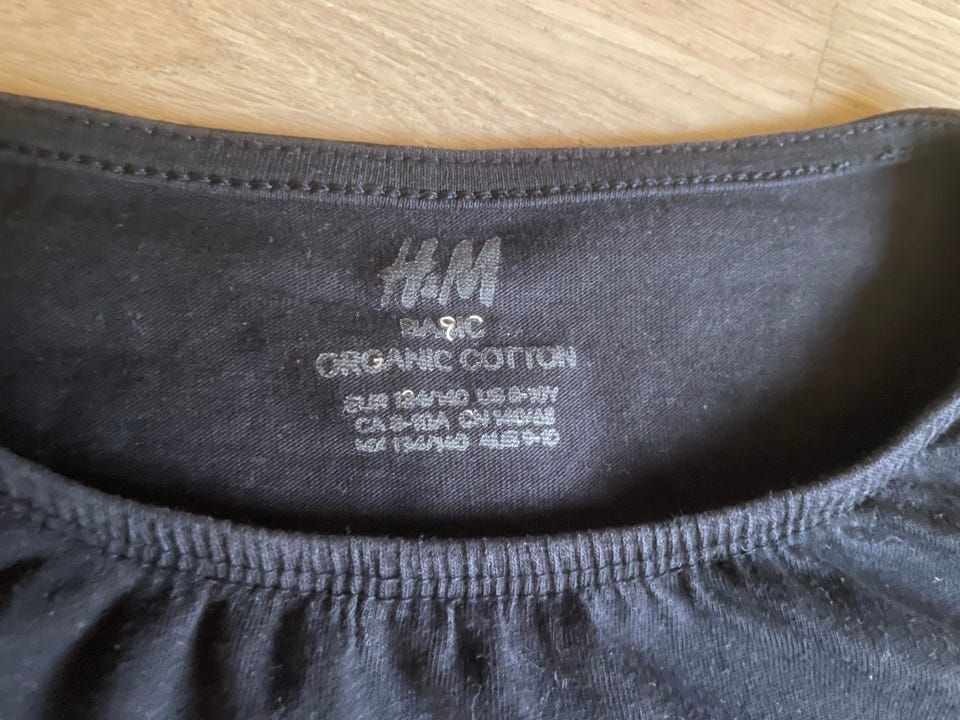 H&M
BASIC
ORGANIC COTTON
EUR 134/140 US 8-10Y
CA 8-10A CN 140/68
MX 134/140 AUS 9-10